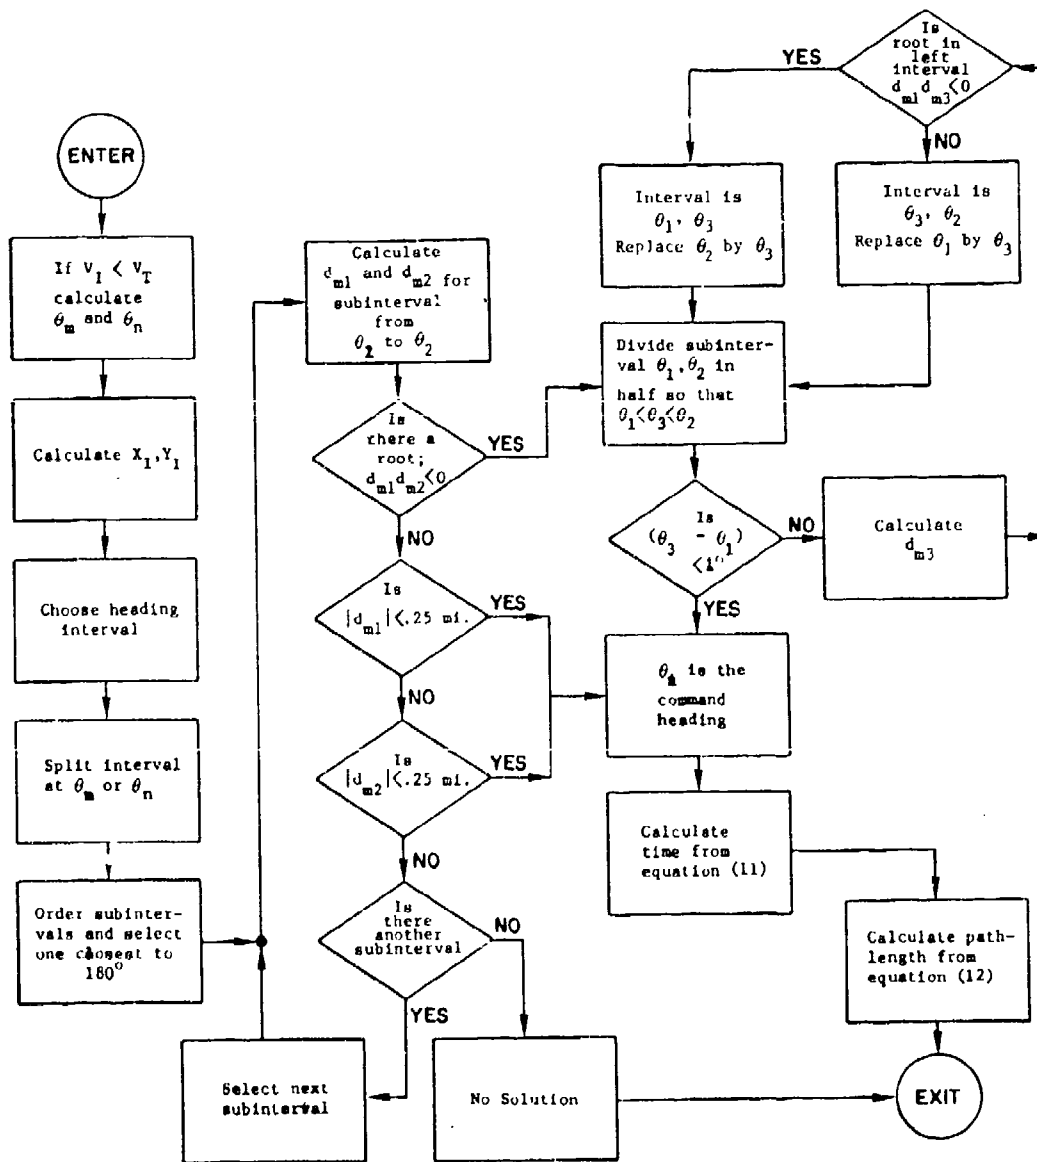 ENTER
If V_I < V_T
calculate
θ_m and θ_n
Calculate X_I,Y_I
Choose heading
interval
Split interval
at θ_m or θ_n
Order subinter-
vals and select
one closest to
180°
Select next
subinterval
Calculate
d_m1 and d_m2 for
subinterval
from
to θ_2
Is
there a
root;
d_m1 d_m2 <0
YES
NO
Is
|d_m1|<.25 mi.
YES
NO
Is
|d_m2|<.25 mi.
YES
NO
Is
there
another
subinterval
NO
YES
No Solution
Is
root in
left
interval
d_m1 d_m3 <0
YES
NO
Interval is
θ_1, θ_3
Replace θ_2 by θ_3
Interval is
θ_3, θ_2
Replace θ_1 by θ_3
Divide subinter-
val θ_1,θ_2 in
half so that
θ_1<θ_3<θ_2
Is
(θ_3 - θ_1)
<1°
NO
YES
Calculate
d_m3
is the
command
heading
Calculate
time from
equation (11)
Calculate path-
length from
equation (12)
EXIT